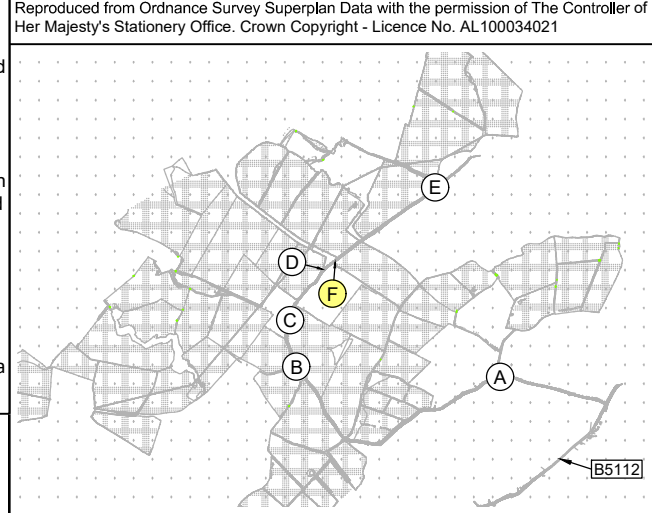 Reproduced from Ordnance Survey Superplan Data with the permission of The Controller of
Her Majesty's Stationery Office. Crown Copyright - Licence No. AL100034021
E
D
F
C
B
A
B5112